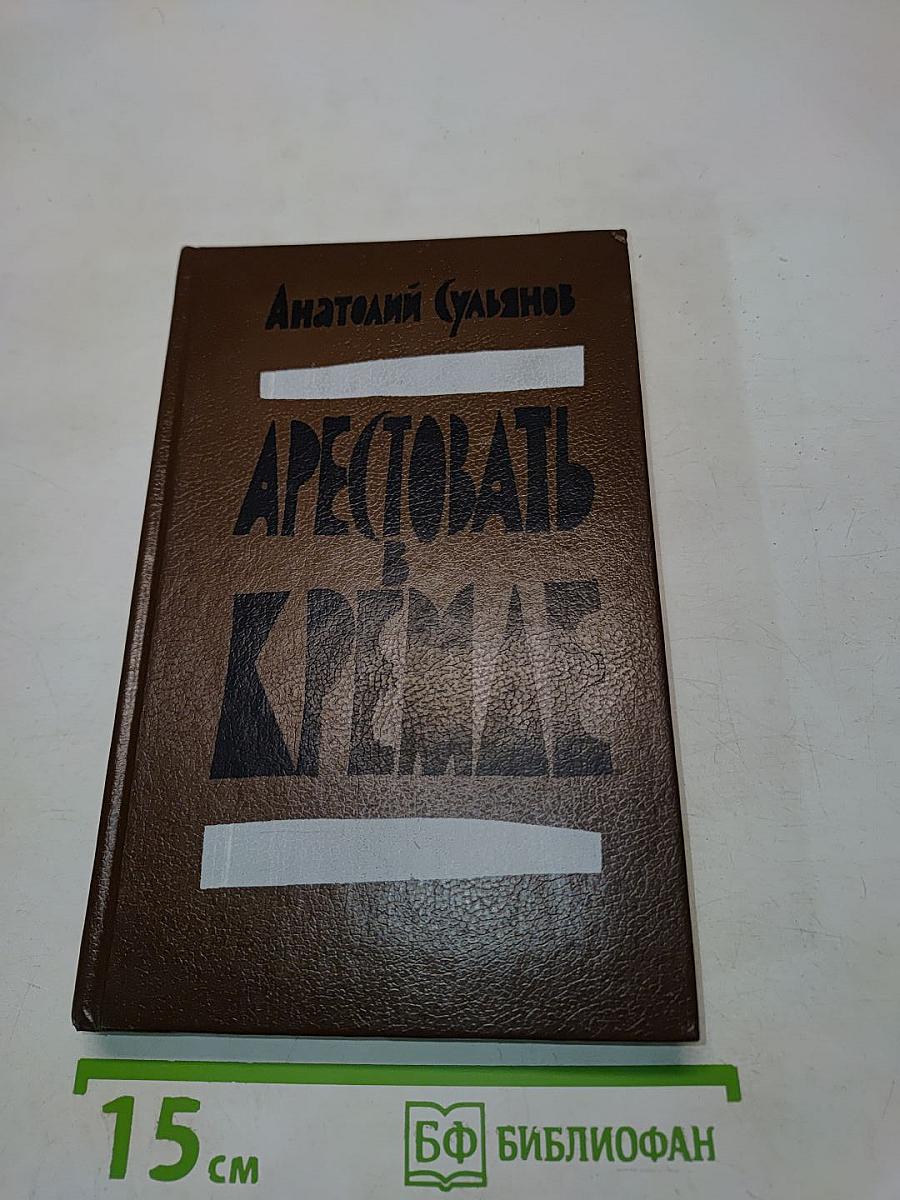 Анатолий Сульянов
АРЕСТОВАТЬ
В
КРЕМЛЕ
15 см
БФ БИБЛИОФАН